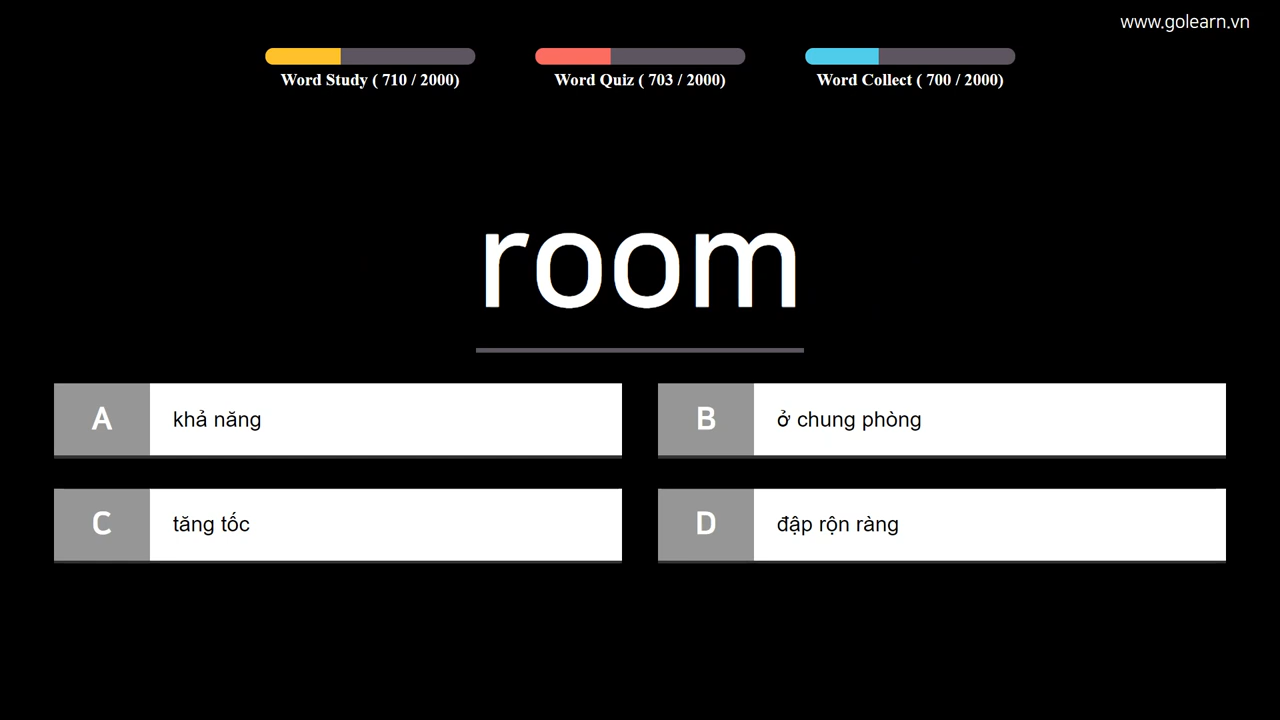 www.golearn.vn
Word Study ( 710 / 2000)
Word Quiz ( 703 / 2000)
Word Collect ( 700 / 2000)
room
A khả năng
B ở chung phòng
C tăng tốc
D đập rộn ràng